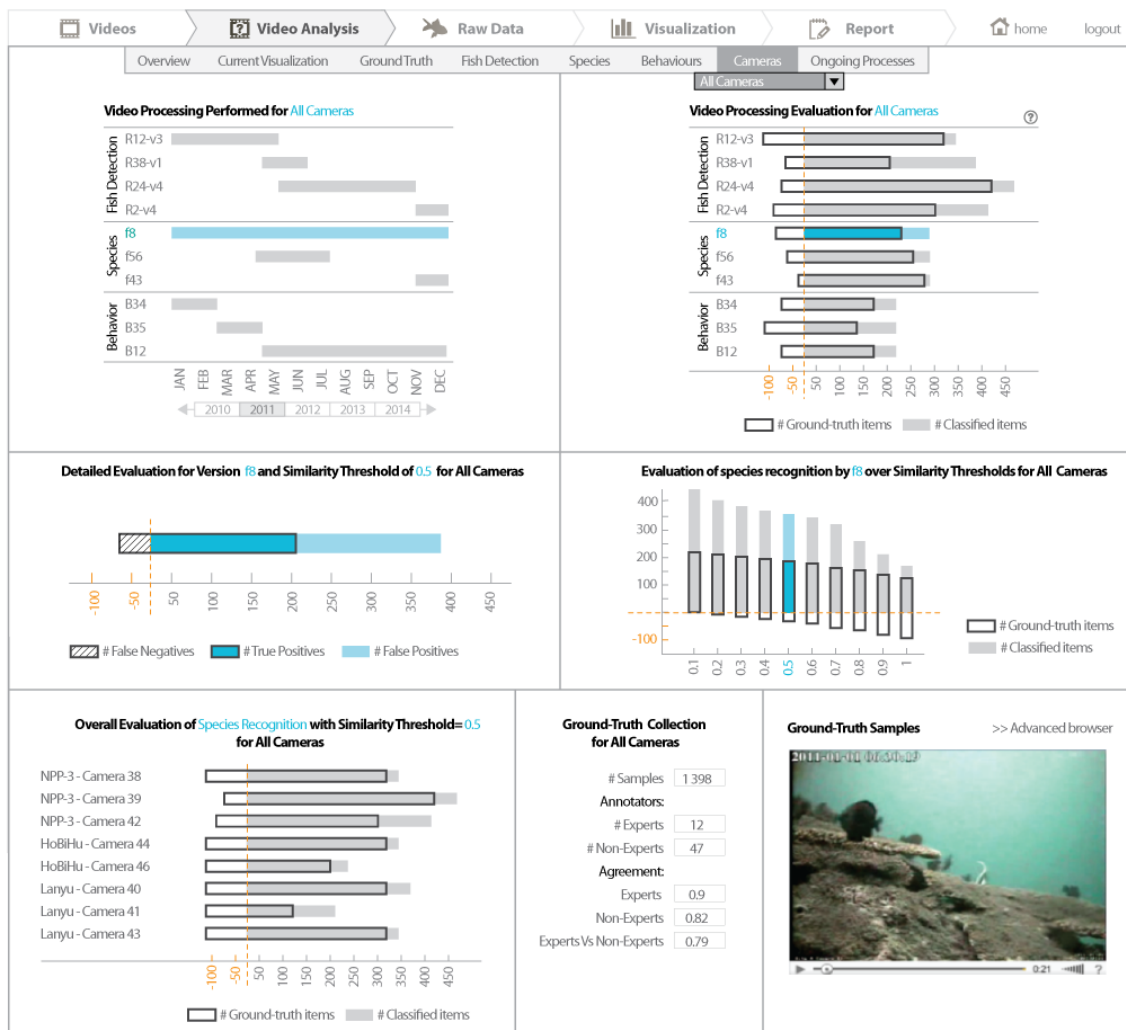 Videos
Video Analysis
Raw Data
Visualization
Report
home
logout
Overview
Current Visualization
Ground Truth
Fish Detection
Species
Behaviours
Cameras
Ongoing Processes
All Cameras
Video Processing Performed for All Cameras
Fish Detection
R12-v3
R38-v1
R24-v4
R2-v4
Species
f8
f56
f43
Behavior
B34
B35
B12
JAN FEB MAR APR MAY JUN JUL AUG SEP OCT NOV DEC
2010 2011 2012 2013 2014
Video Processing Evaluation for All Cameras
?
Fish Detection
R12-v3
R38-v1
R24-v4
R2-v4
Species
f8
f56
f43
Behavior
B34
B35
B12
-100 -50 50 100 150 200 250 300 350 400 450
# Ground-truth items # Classified items
Detailed Evaluation for Version f8 and Similarity Threshold of 0.5 for All Cameras
-100 -50 50 100 150 200 250 300 350 400 450
# False Negatives # True Positives # False Positives
Evaluation of species recognition by f8 over Similarity Thresholds for All Cameras
400
300
200
100
-100
0.1 0.2 0.3 0.4 0.5 0.6 0.7 0.8 0.9 1
# Ground-truth items
# Classified items
Overall Evaluation of Species Recognition with Similarity Threshold= 0.5
for All Cameras
NPP-3 - Camera 38
NPP-3 - Camera 39
NPP-3 - Camera 42
HoBiHu - Camera 44
HoBiHu - Camera 46
Lanyu - Camera 40
Lanyu - Camera 41
Lanyu - Camera 43
-100 -50 50 100 150 200 250 300 350 400 450
# Ground-truth items # Classified items
Ground-Truth Collection
for All Cameras
# Samples 1 398
Annotators:
# Experts 12
# Non-Experts 47
Agreement:
Experts 0.9
Non-Experts 0.82
Experts Vs Non-Experts 0.79
Ground-Truth Samples >> Advanced browser
2011-01-01 06:30:19
0:21 ?